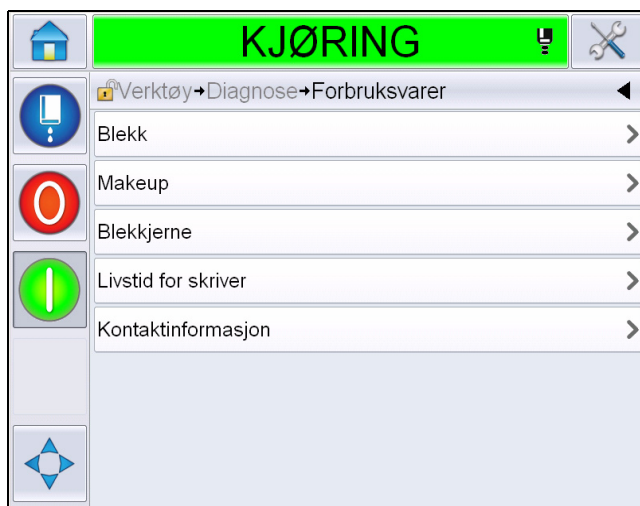 KJØRING
Verktøy→Diagnose→Forbruksvarer
Blekk
Makeup
Blekkjerne
Livstid for skriver
Kontaktinformasjon